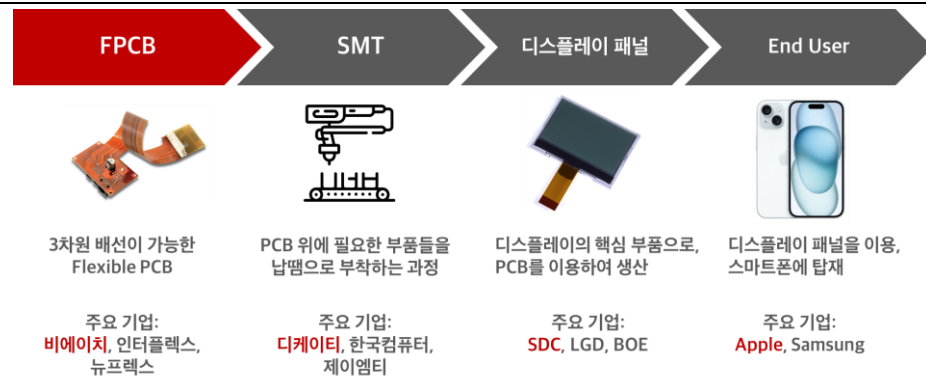 FPCB
SMT
디스플레이 패널
End User
3차원 배선이 가능한
Flexible PCB
PCB 위에 필요한 부품들을
납땜으로 부착하는 과정
디스플레이의 핵심 부품으로,
PCB를 이용하여 생산
디스플레이 패널을 이용,
스마트폰에 탑재
주요 기업:
비에이치, 인터플렉스,
뉴프렉스
주요 기업:
디케이티, 한국컴퓨터,
제이엠티
주요 기업:
SDC, LGD, BOE
주요 기업:
Apple, Samsung